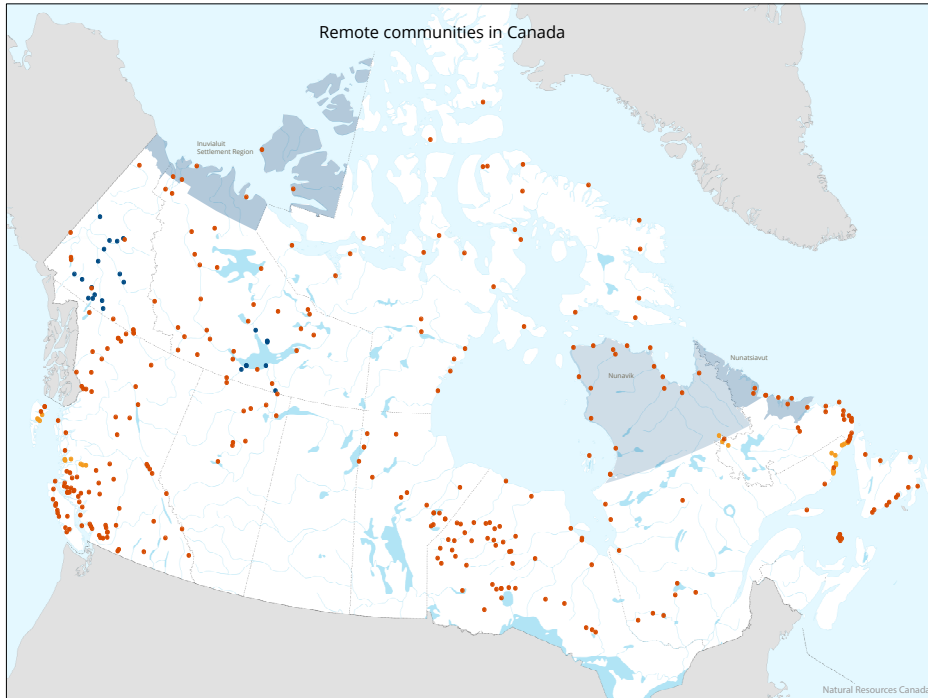 Remote communities in Canada
Inuvialuit
Settlement Region
Nunatsiavut
Nunavik
Natural Resources Canada